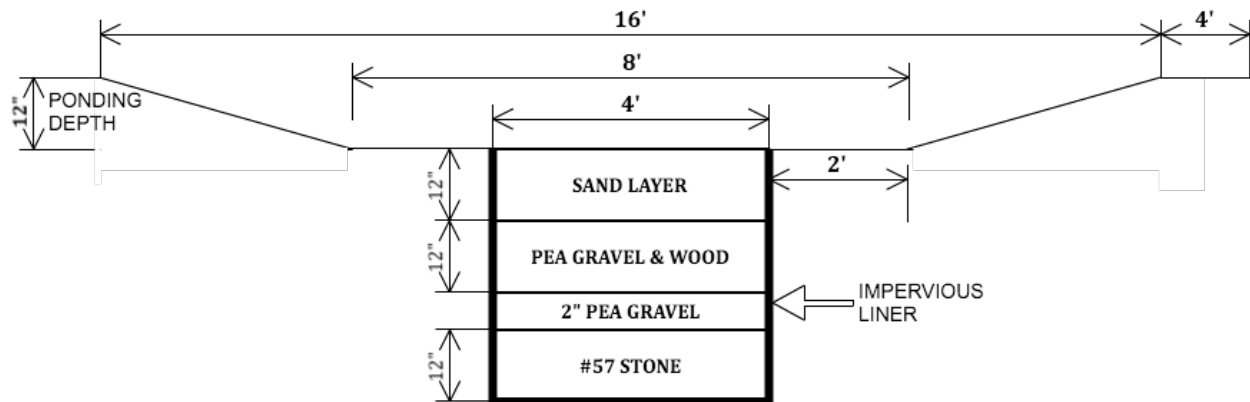 16'
4'
8'
12"
PONDING
DEPTH
4'
2'
12"
SAND LAYER
12"
PEA GRAVEL & WOOD
IMPERVIOUS
LINER
2" PEA GRAVEL
12"
#57 STONE